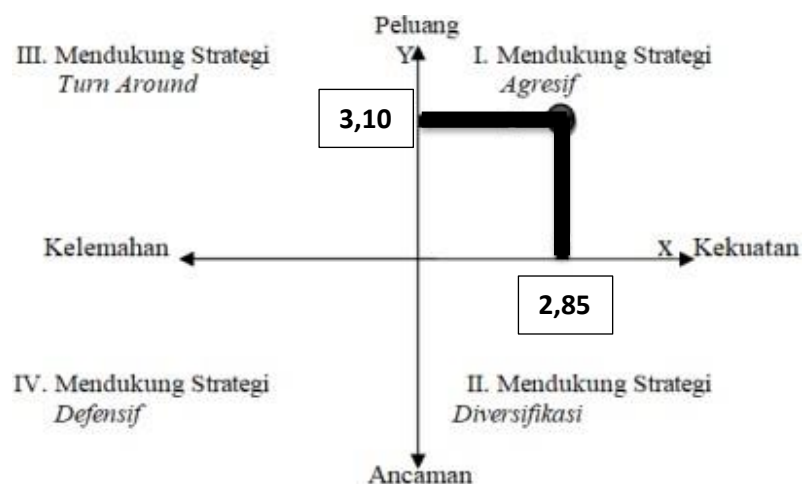 Peluang
Y
III. Mendukung Strategi
Turn Around
I. Mendukung Strategi
Agresif
3,10
Kelemahan
X Kekuatan
2,85
IV. Mendukung Strategi
Defensif
II. Mendukung Strategi
Diversifikasi
Ancaman